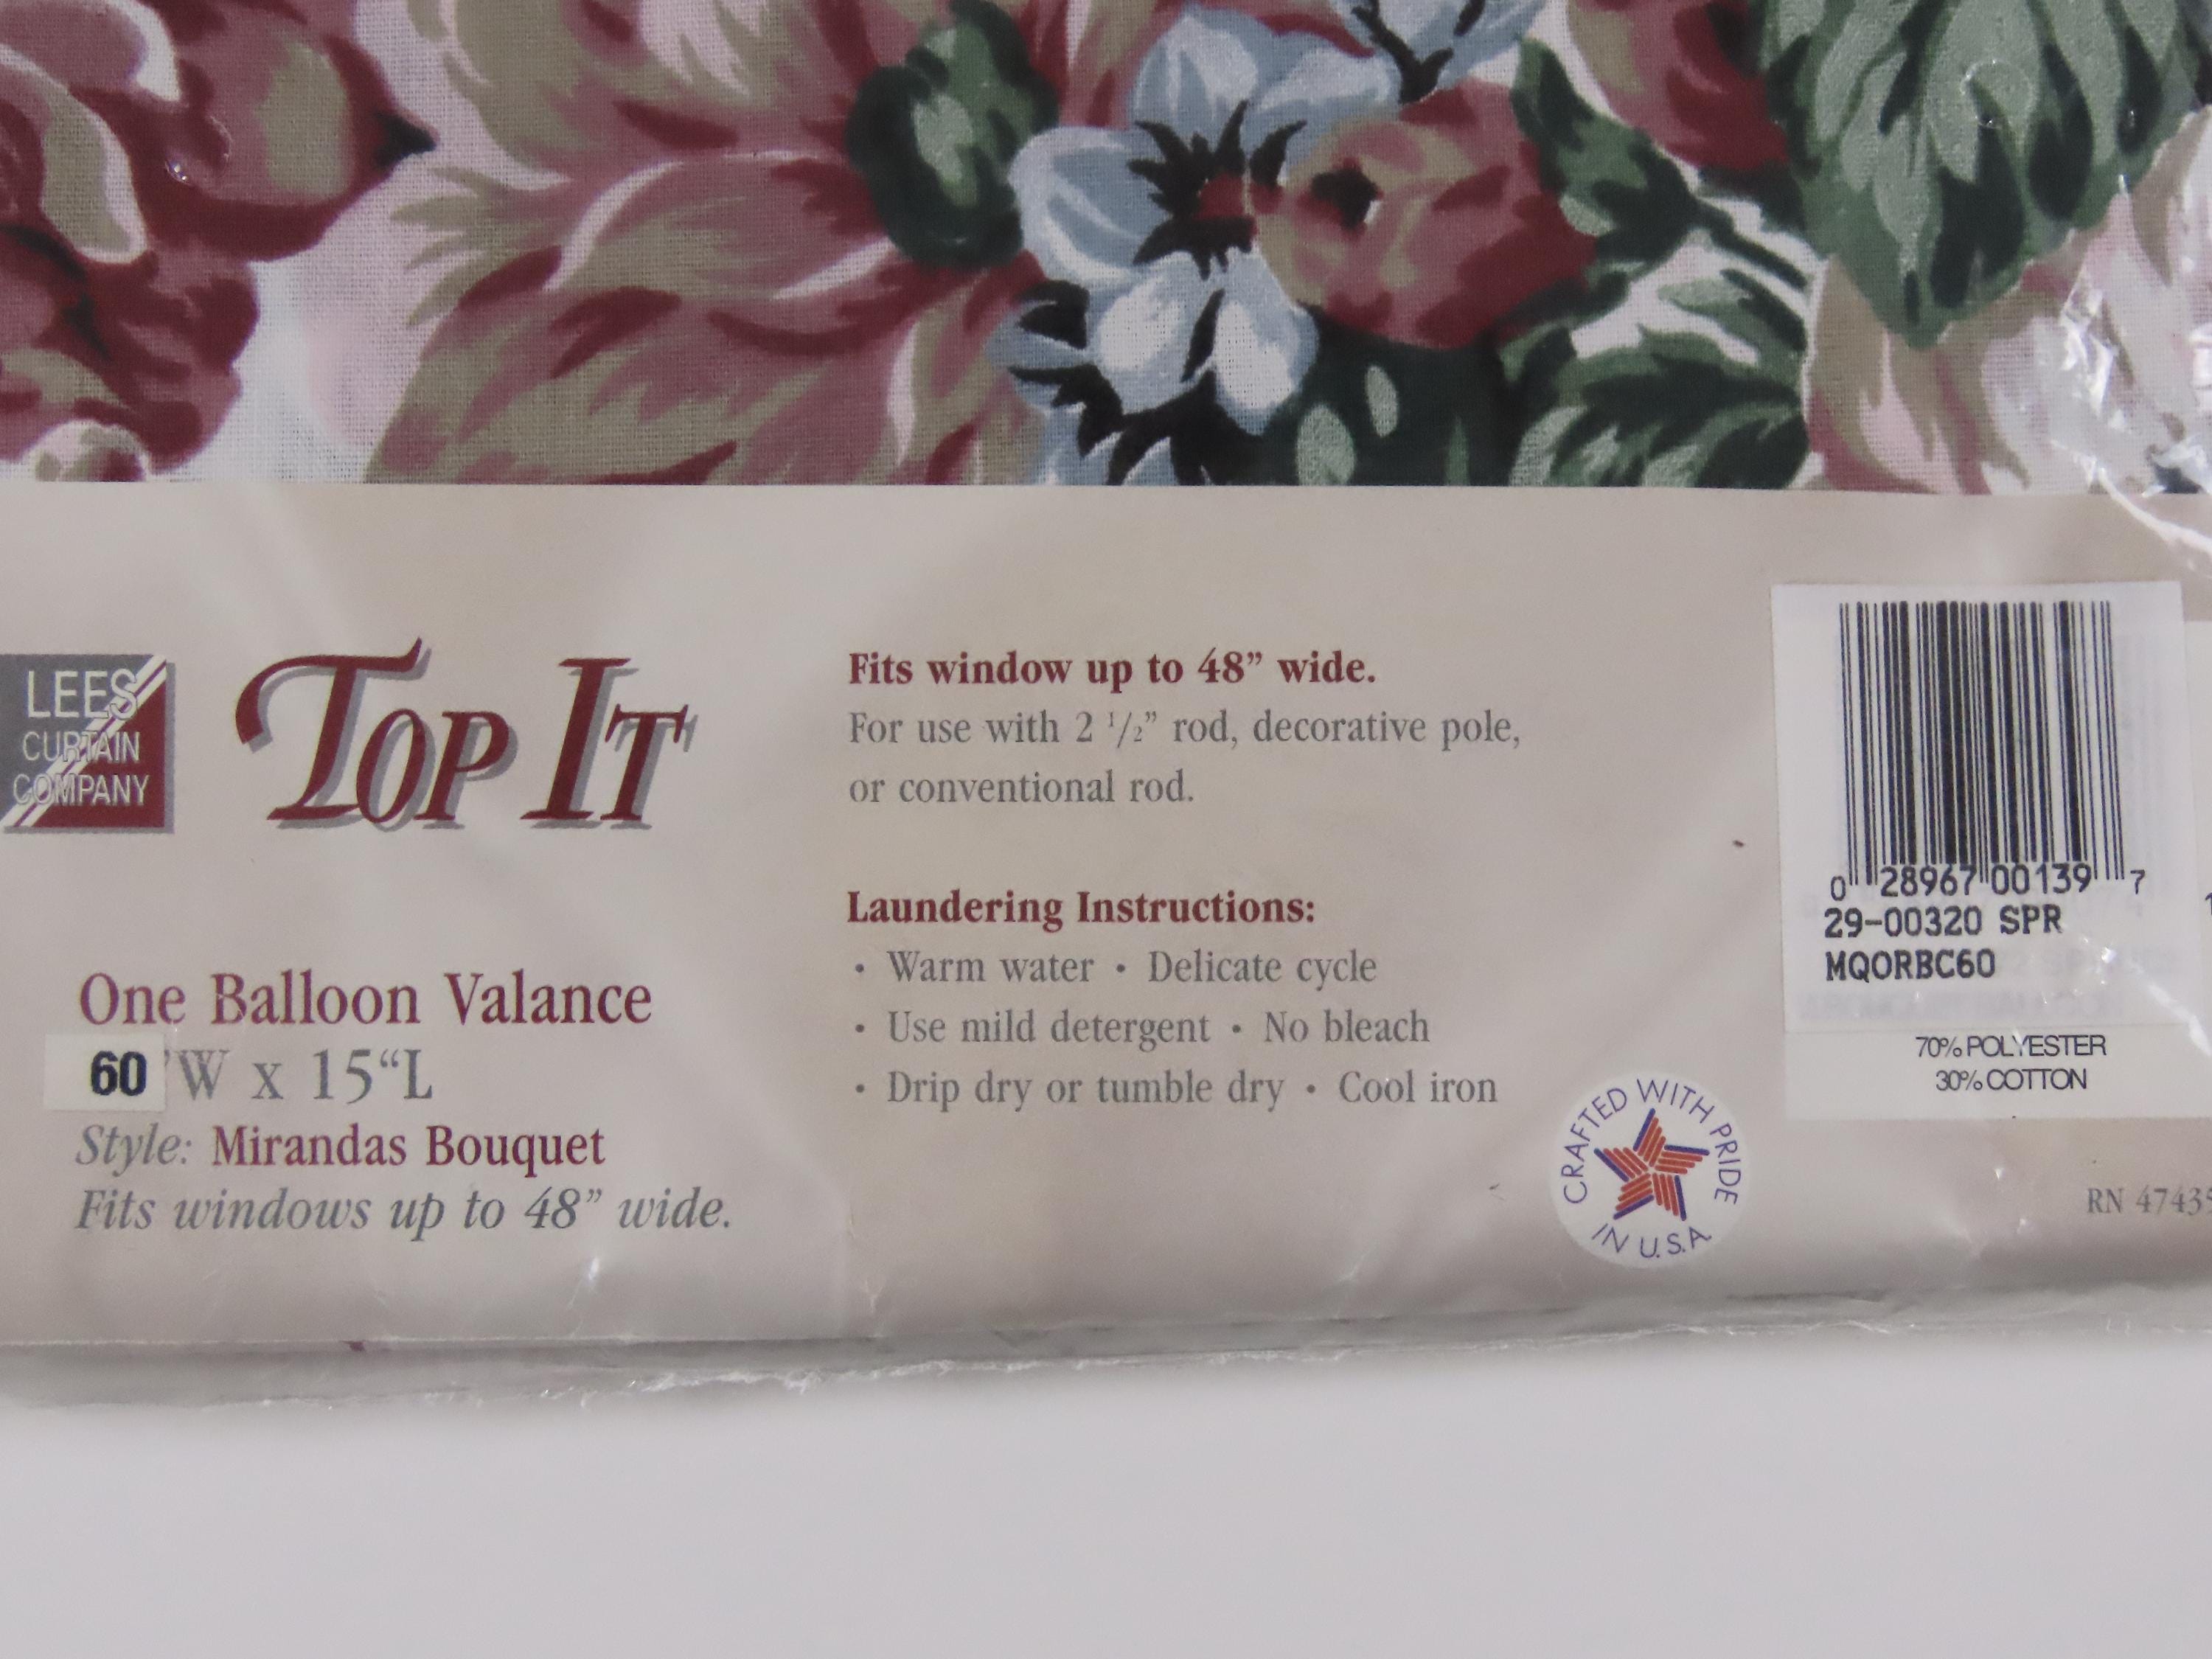 LEES
CURTAIN
COMPANY
TOP IT
One Balloon Valance
60 "W x 15“L
Style: Mirandas Bouquet
Fits windows up to 48” wide.
Fits window up to 48” wide.
For use with 2 1/2” rod, decorative pole,
or conventional rod.
Laundering Instructions:
• Warm water • Delicate cycle
• Use mild detergent • No bleach
• Drip dry or tumble dry • Cool iron
CRAFTED WITH PRIDE
IN U.S.A.
0 28967 00139 7
29-00320 SPR
MQORBC60
70% POLYESTER
30% COTTON
RN 47435